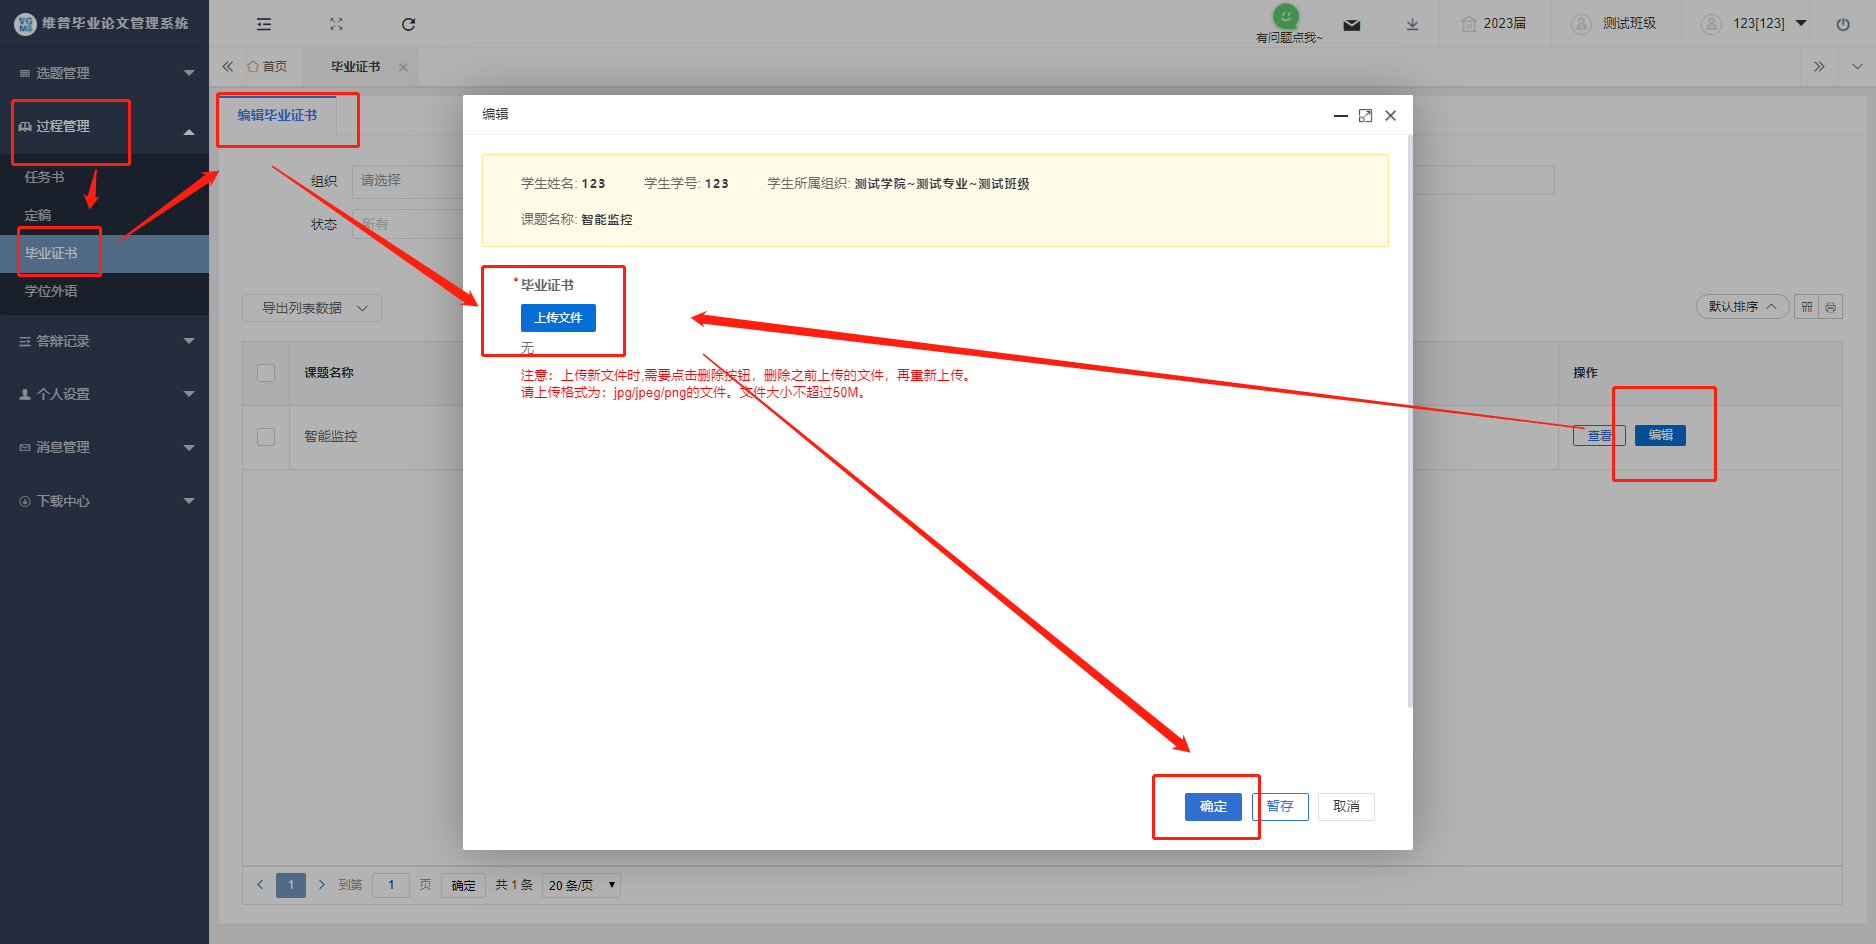 维普毕业论文管理系统
有问题点我~
2023届
测试班级
123[123]
首页
毕业证书
选题管理
过程管理
任务书
定稿
毕业证书
学位外语
答辩记录
个人设置
消息管理
下载中心
编辑毕业证书
组织
请选择
状态
所有
导出列表数据
默认排序
课题名称
操作
智能监控
查看
编辑
编辑
学生姓名: 123 学生学号: 123 学生所属组织: 测试学院~测试专业~测试班级
课题名称: 智能监控
*毕业证书
上传文件
无
注意：上传新文件时,需要点击删除按钮，删除之前上传的文件，再重新上传。
请上传格式为：jpg/jpeg/png的文件。文件大小不超过50M。
确定
暂存
取消
1 到第 1 页 确定 共 1 条 20 条/页